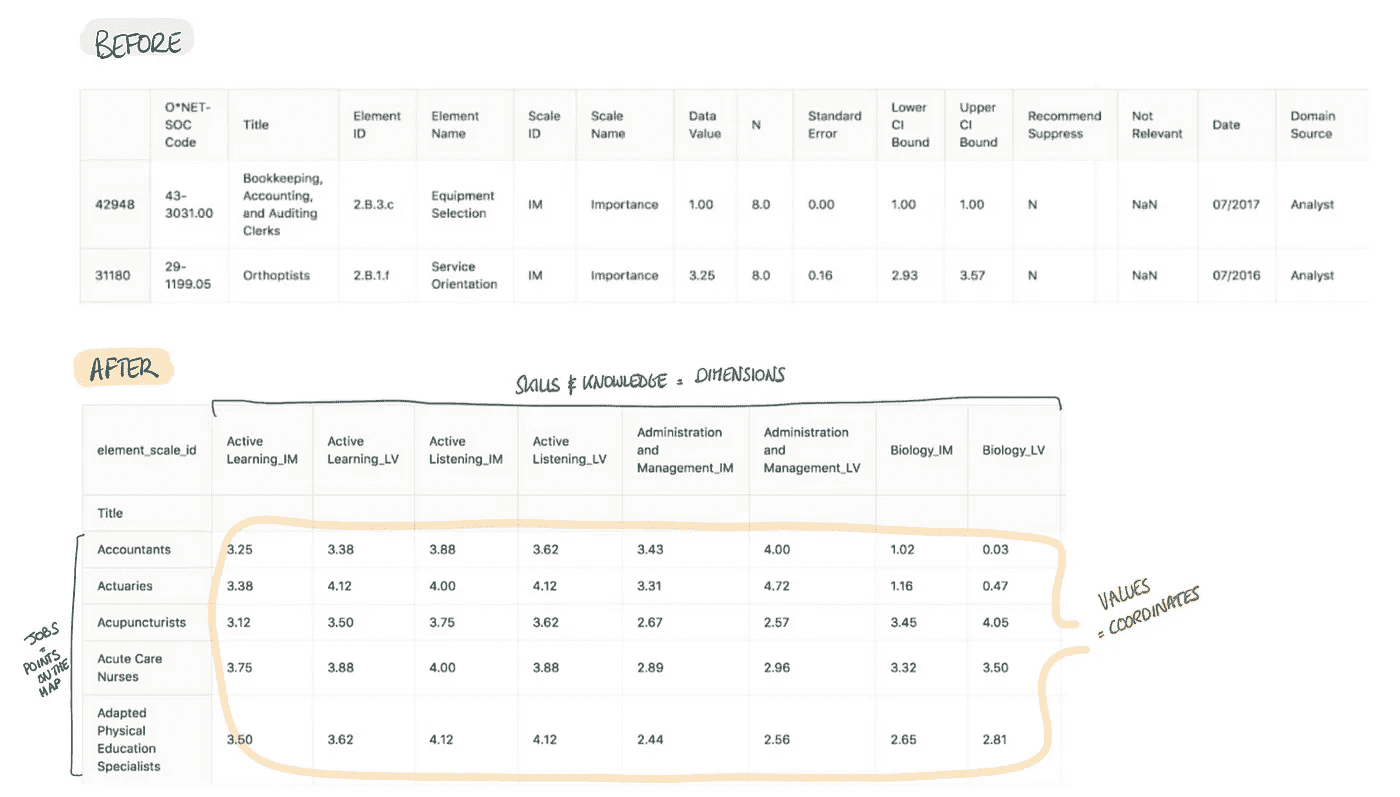 BEFORE
O*NET-SOC Code Title Element ID Element Name Scale ID Scale Name Data Value N Standard Error Lower CI Bound Upper CI Bound Recommend Suppress Not Relevant Date Domain Source
42948 43-3031.00 Bookkeeping, Accounting, and Auditing Clerks 2.B.3.c Equipment Selection IM Importance 1.00 8.0 0.00 1.00 1.00 N NaN 07/2017 Analyst
31180 29-1199.05 Orthoptists 2.B.1.f Service Orientation IM Importance 3.25 8.0 0.16 2.93 3.57 N NaN 07/2016 Analyst
AFTER
SKILLS & KNOWLEDGE = DIMENSIONS
element_scale_id Active Learning_IM Active Learning_LV Active Listening_IM Active Listening_LV Administration and Management_IM Administration and Management_LV Biology_IM Biology_LV
Title
Accountants 3.25 3.38 3.88 3.62 3.43 4.00 1.02 0.03
Actuaries 3.38 4.12 4.00 4.12 3.31 4.72 1.16 0.47
Acupuncturists 3.12 3.50 3.75 3.62 2.67 2.57 3.45 4.05
Acute Care Nurses 3.75 3.88 4.00 3.88 2.89 2.96 3.32 3.50
Adapted Physical Education Specialists 3.50 3.62 4.12 4.12 2.44 2.56 2.65 2.81
JOBS
=
POINTS
ON THE
MAP
VALUES
= COORDINATES